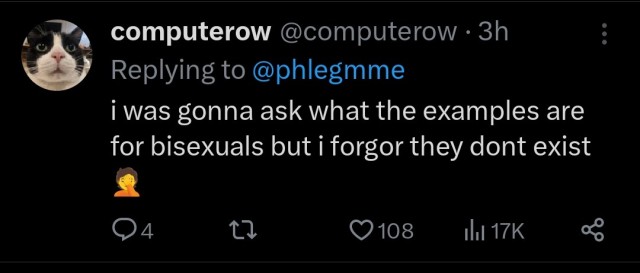 computerow @computerow · 3h
Replying to @phlegmme
i was gonna ask what the examples are
for bisexuals but i forgor they dont exist
🤦
4 108 17K